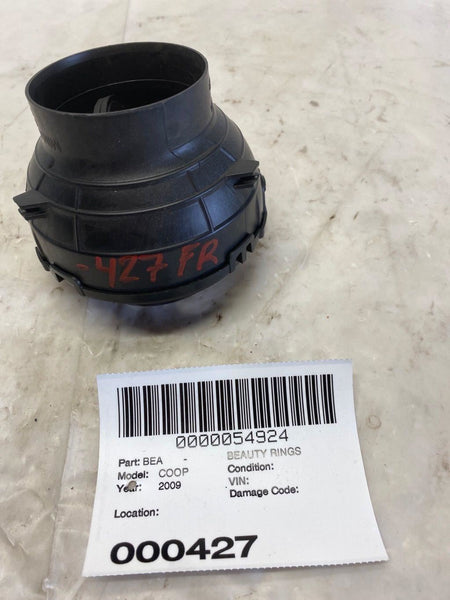 -427 FR
0000054924
Part: BEA - BEAUTY RINGS
Model: COOP Condition:
Year: 2009 VIN:
Damage Code:
Location:
000427